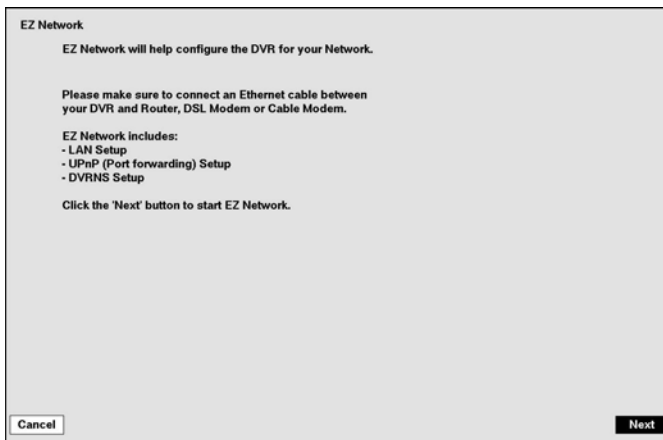 EZ Network
EZ Network will help configure the DVR for your Network.
Please make sure to connect an Ethernet cable between
your DVR and Router, DSL Modem or Cable Modem.
EZ Network includes:
- LAN Setup
- UPnP (Port forwarding) Setup
- DVRNS Setup
Click the 'Next' button to start EZ Network.
Cancel
Next